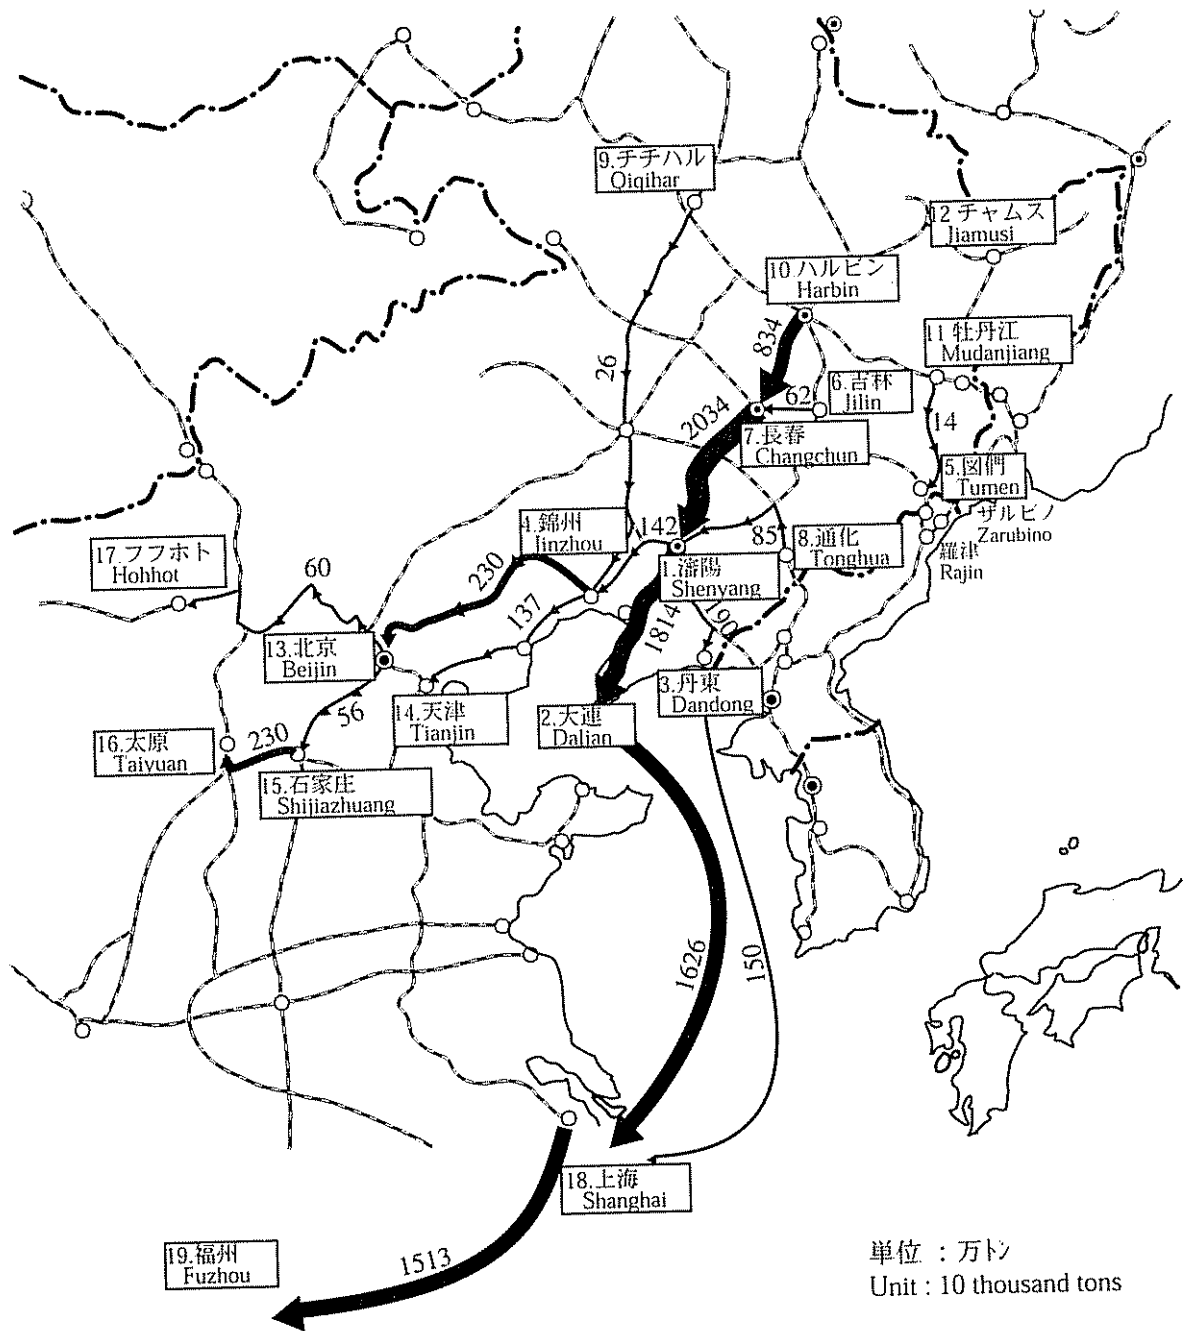 9.チチハル
Qiqihar
12 チャムス
Jiamusi
10.ハルビン
Harbin
834
11 牡丹江
Mudanjiang
26
6.吉林
Jilin
62
2034
14
7.長春
Changchun
5.図們
Tumen
ザルビノ
Zarubino
4.錦州
Jinzhou
142
85
8.通化
Tonghua
羅津
Rajin
17.フフホト
Hohhot
60
230
1.瀋陽
Shenyang
137
1814
190
13.北京
Beijin
3.丹東
Dandong
56
14.天津
Tianjin
2.大連
Dalian
16.太原
Taiyuan
230
15.石家庄
Shijiazhuang
1626
150
18.上海
Shanghai
19.福州
Fuzhou
1513
単位 : 万トン
Unit : 10 thousand tons